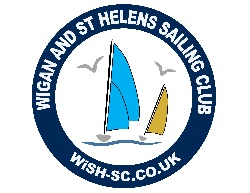 WIGAN AND ST HELENS SAILING CLUB
WiSH-SC.CO.UK